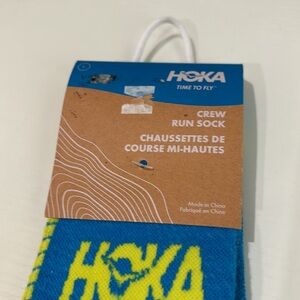 HOKA
TIME TO FLY
CREW
RUN SOCK
CHAUSSETTES DE
COURSE MI-HAUTES
Made in China
Fabriqué en Chine
HOKA